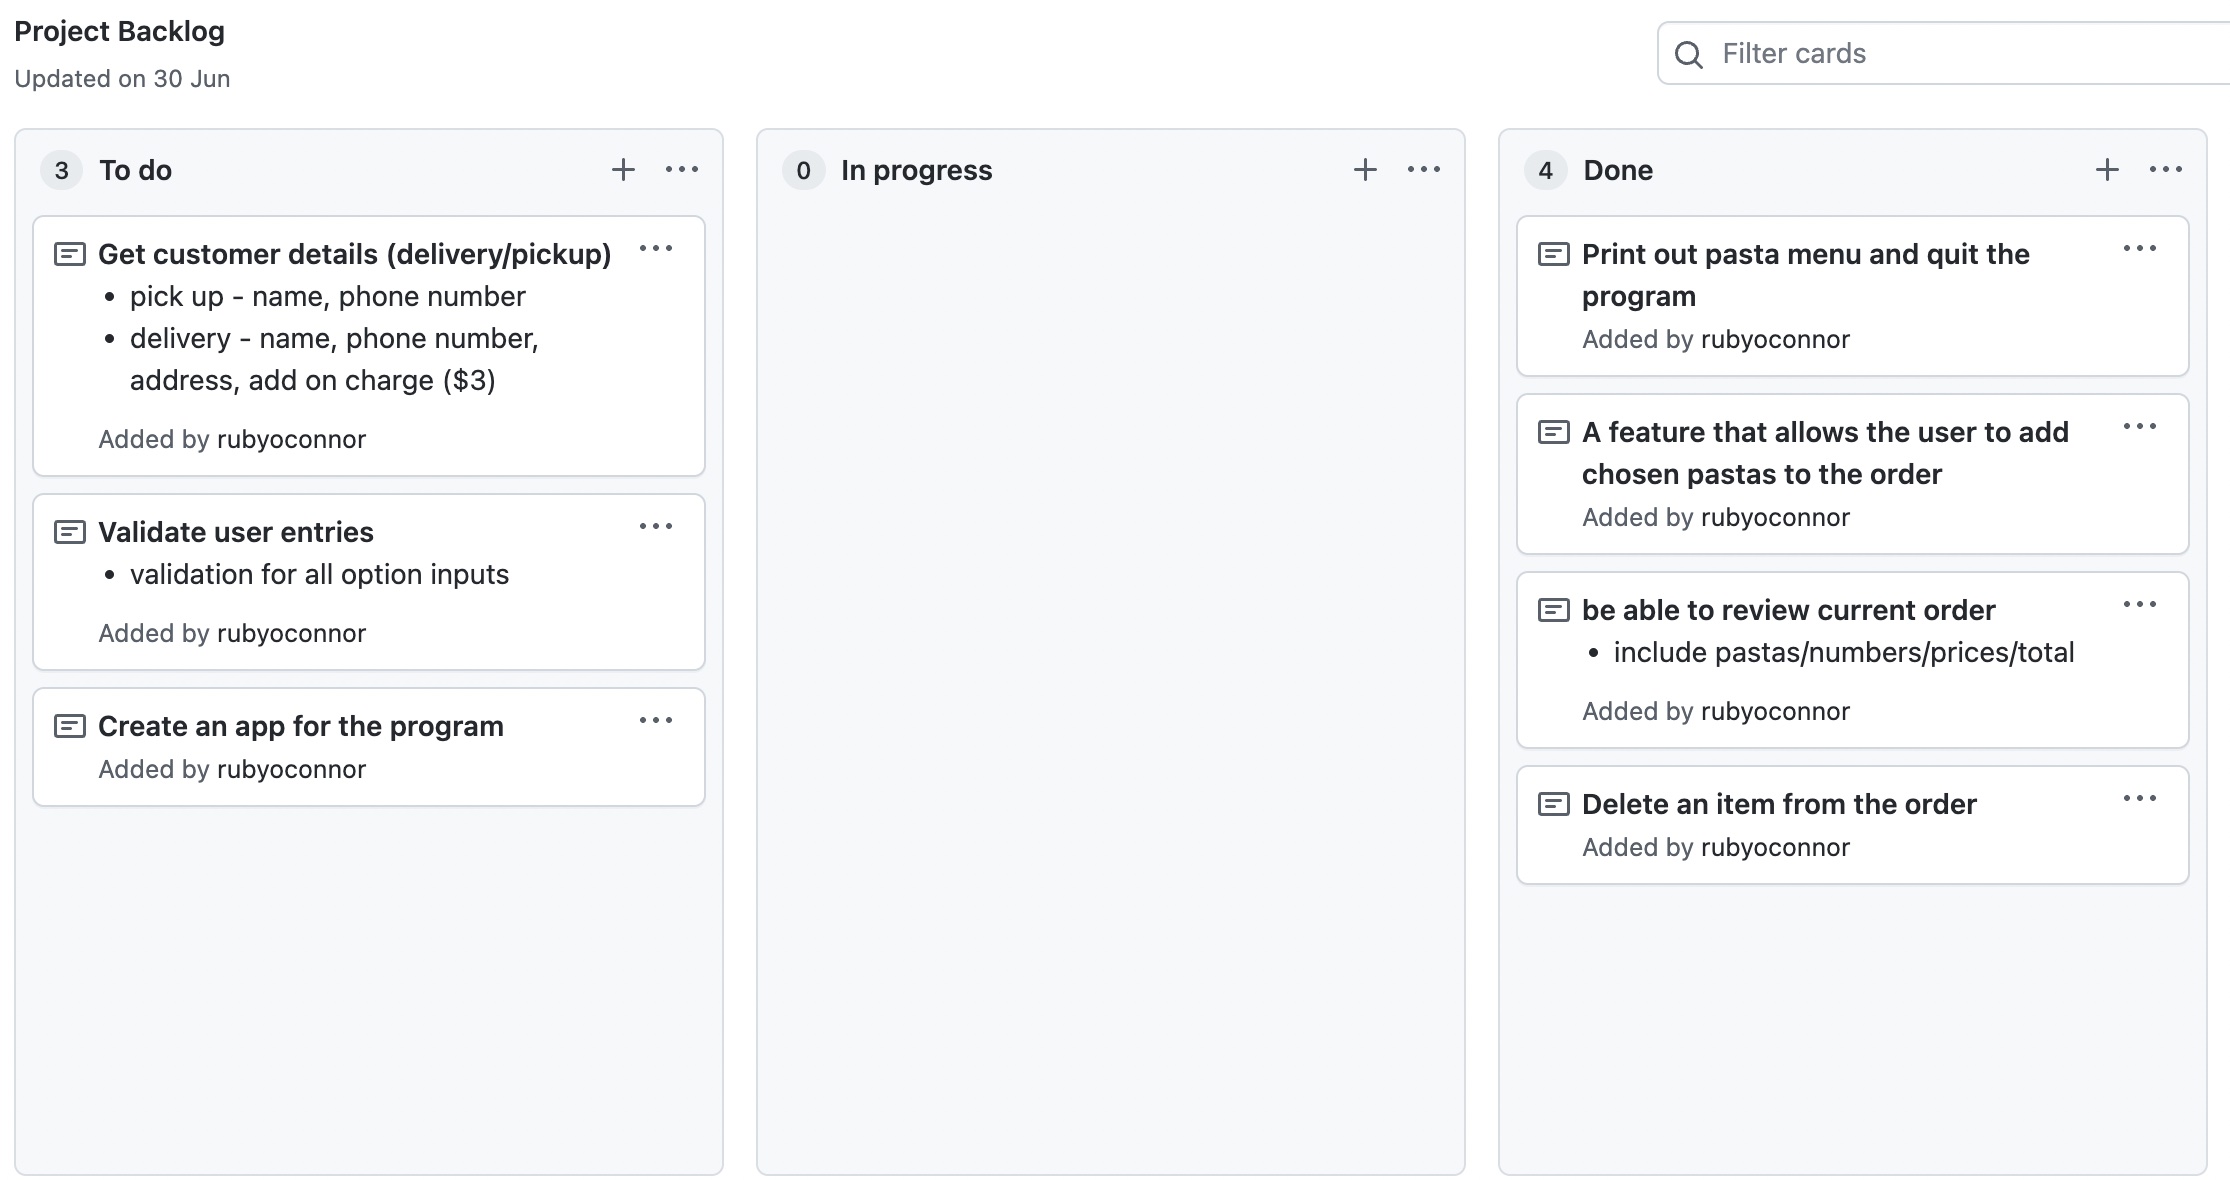 Project Backlog
Updated on 30 Jun
Filter cards
3 To do
Get customer details (delivery/pickup)
• pick up - name, phone number
• delivery - name, phone number,
address, add on charge ($3)
Added by rubyoconnor
Validate user entries
• validation for all option inputs
Added by rubyoconnor
Create an app for the program
Added by rubyoconnor
0 In progress
4 Done
Print out pasta menu and quit the
program
Added by rubyoconnor
A feature that allows the user to add
chosen pastas to the order
Added by rubyoconnor
be able to review current order
• include pastas/numbers/prices/total
Added by rubyoconnor
Delete an item from the order
Added by rubyoconnor